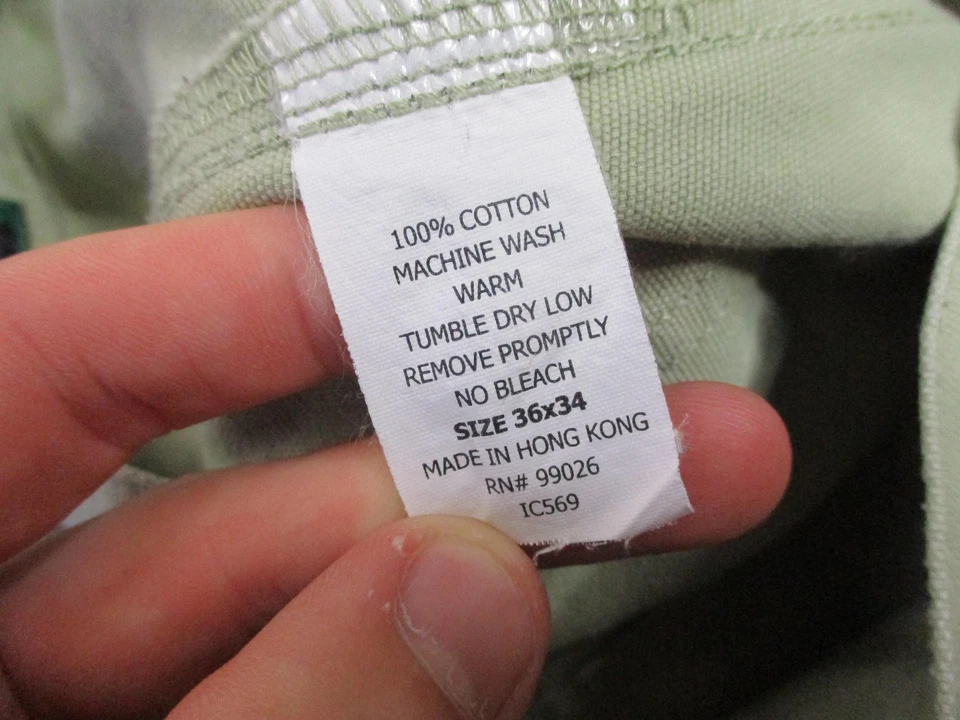 100% COTTON
MACHINE WASH
WARM
TUMBLE DRY LOW
REMOVE PROMPTLY
NO BLEACH
SIZE 36x34
MADE IN HONG KONG
RN# 99026
IC569